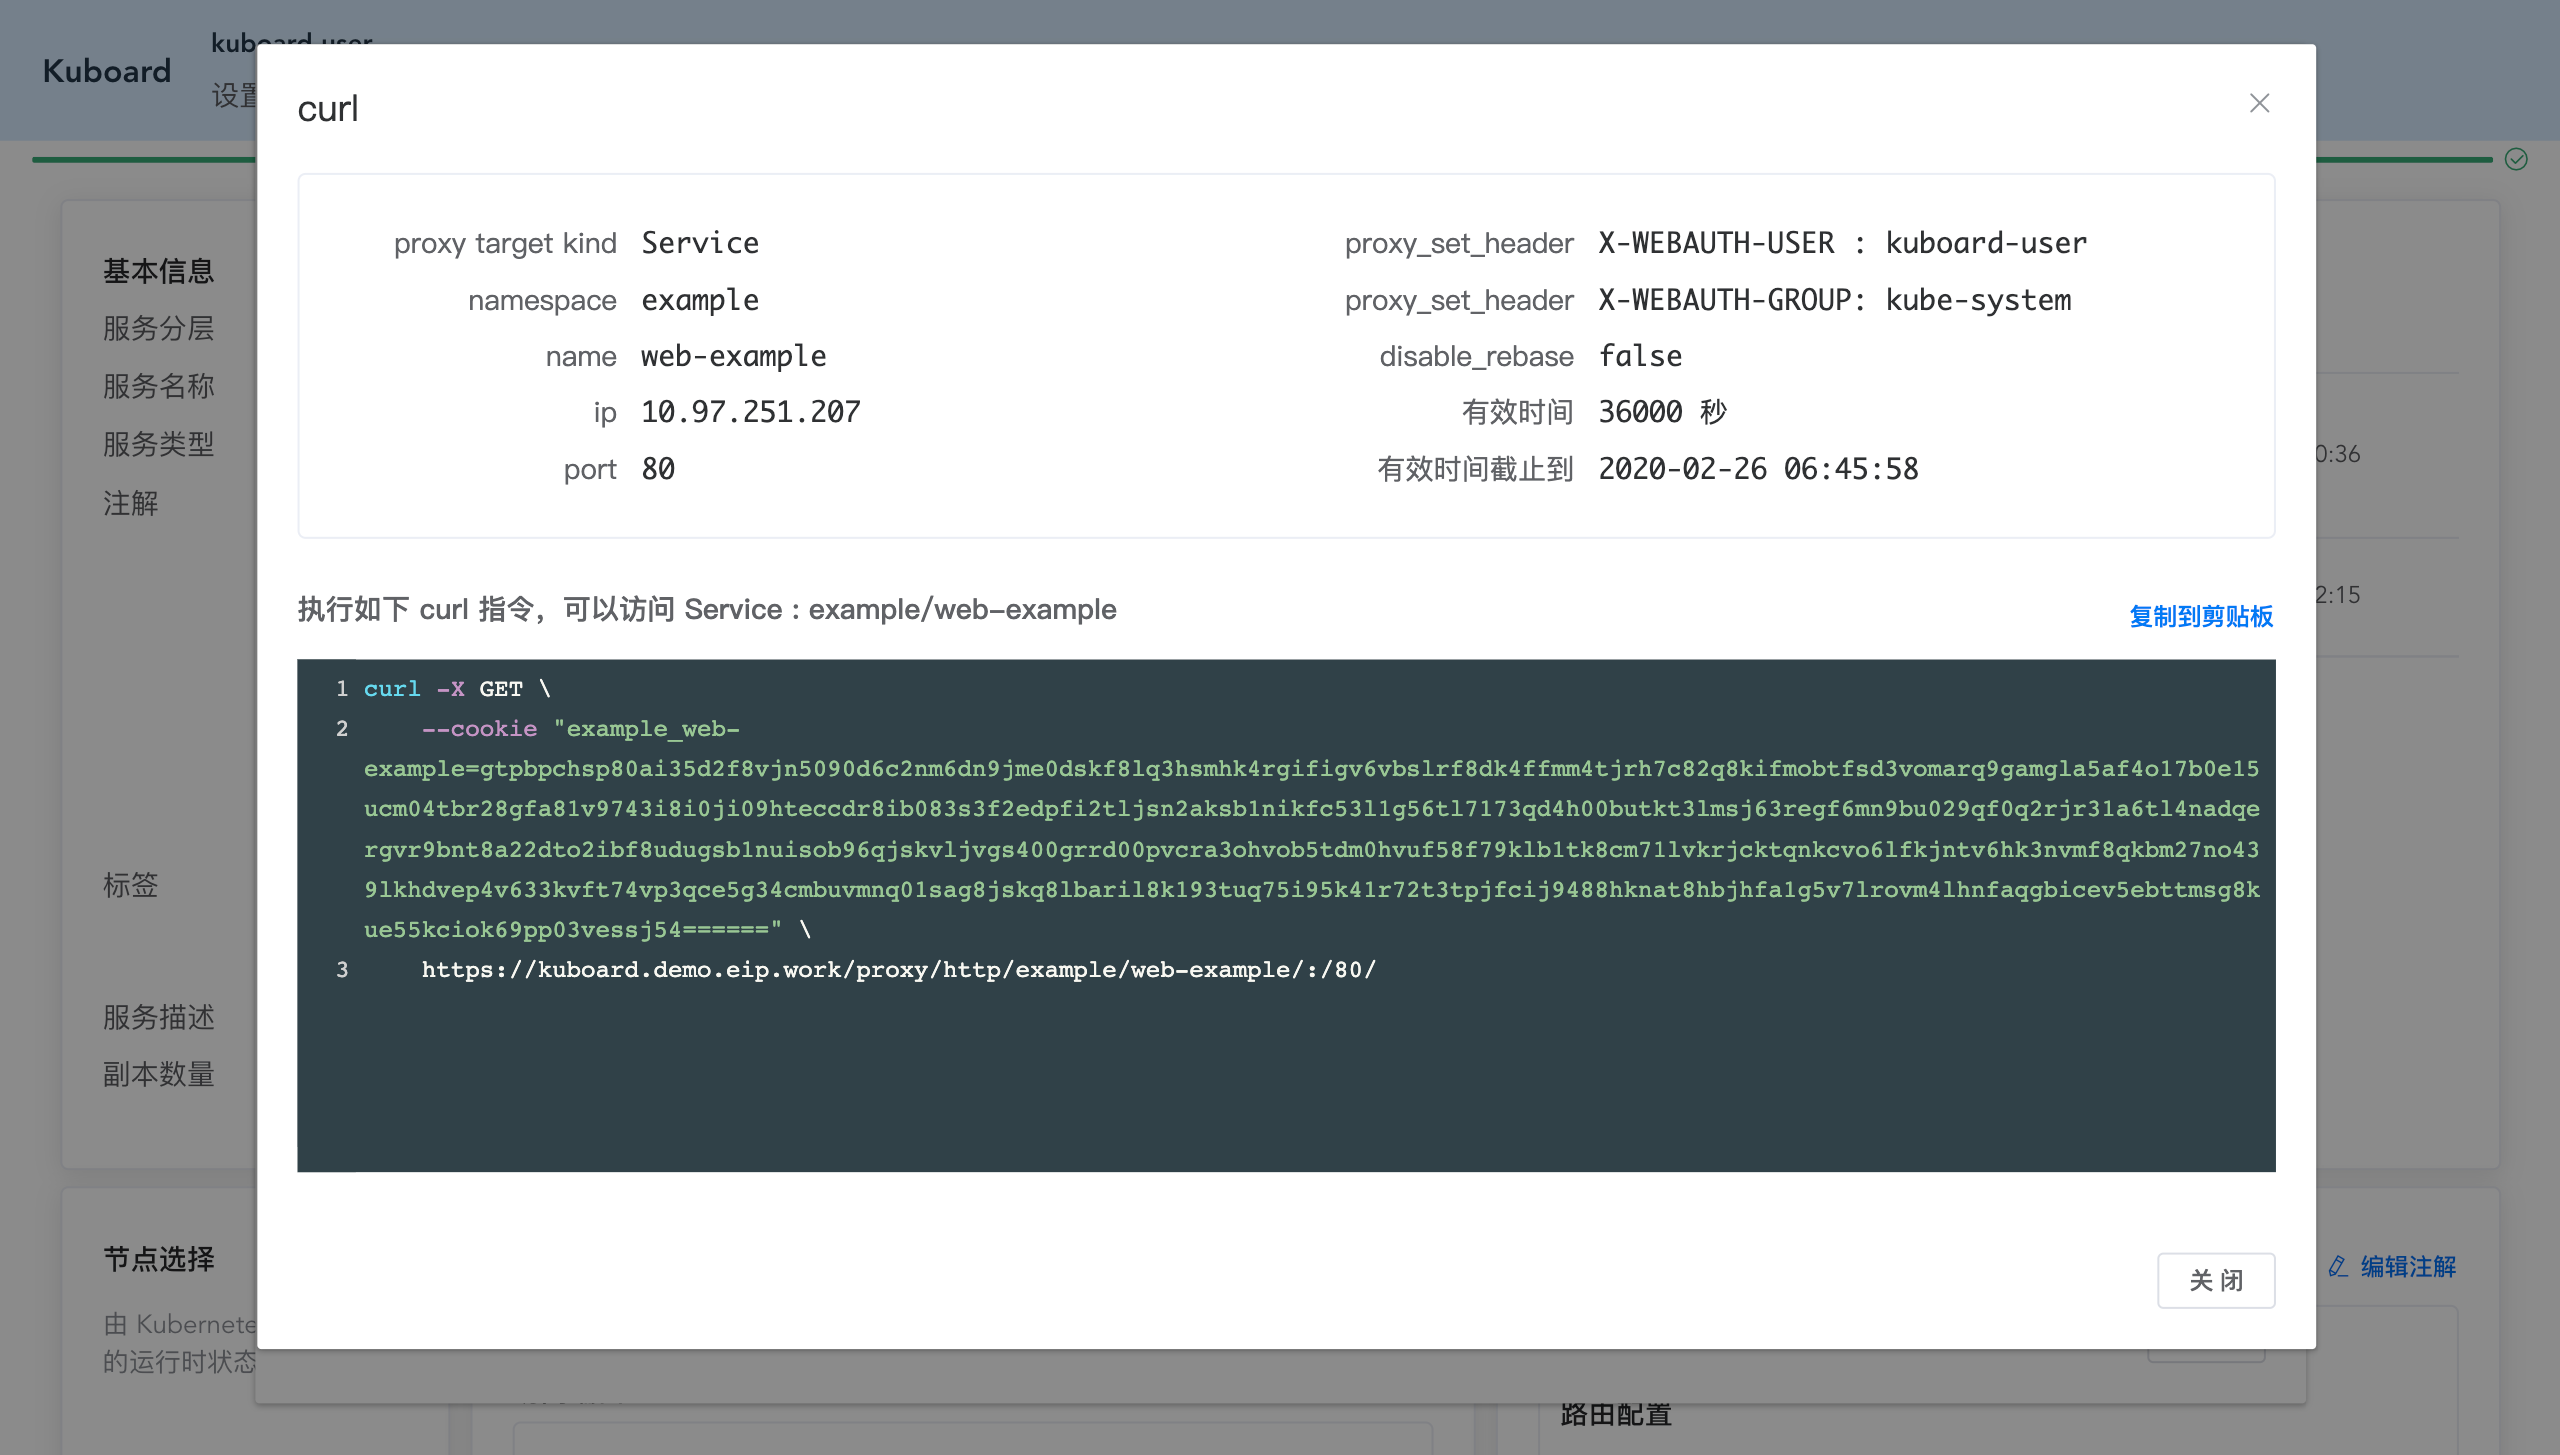 Kuboard
kuboard-user
设置
curl
proxy target kind Service
namespace example
name web-example
ip 10.97.251.207
port 80
proxy_set_header X-WEBAUTH-USER : kuboard-user
proxy_set_header X-WEBAUTH-GROUP: kube-system
disable_rebase false
有效时间 36000 秒
有效时间截止到 2020-02-26 06:45:58
执行如下 curl 指令，可以访问 Service : example/web-example
复制到剪贴板
1 curl -X GET \
2 --cookie "example_web-
example=gtpbpchsp80ai35d2f8vjn5090d6c2nm6dn9jme0dskf8lq3hsmhk4rgifigv6vbslrf8dk4ffmm4tjrh7c82q8kifmobtfsd3vomarq9gamgla5af4o17b0e15
ucm04tbr28gfa81v9743i8i0ji09hteccdr8ib083s3f2edpfi2tljsn2aksb1nikfc53l1g56tl7173qd4h00butkt3lmsj63regf6mn9bu029qf0q2rjr31a6tl4nadqe
rgvr9bnt8a22dto2ibf8udugsb1nuisob96qjskvljvgs400grrd00pvcra3ohvob5tdm0hvuf58f79klb1tk8cm71lvkrjcktqnkcvo6lfkjntv6hk3nvmf8qkbm27no43
9lkhdvep4v633kvft74vp3qce5g34cmbuvmnq01sag8jskq8lbaril8k193tuq75i95k41r72t3tpjfcij9488hknat8hbjhfa1g5v7lrovm4lhnfaqgbicev5ebttmsg8k
ue55kciok69pp03vessj54======" \
3 https://kuboard.demo.eip.work/proxy/http/example/web-example/:/80/
关 闭
基本信息
服务分层
服务名称
服务类型
注解
标签
服务描述
副本数量
节点选择
由 Kubernete
的运行时状态
0:36
2:15
编辑注解
路由配置